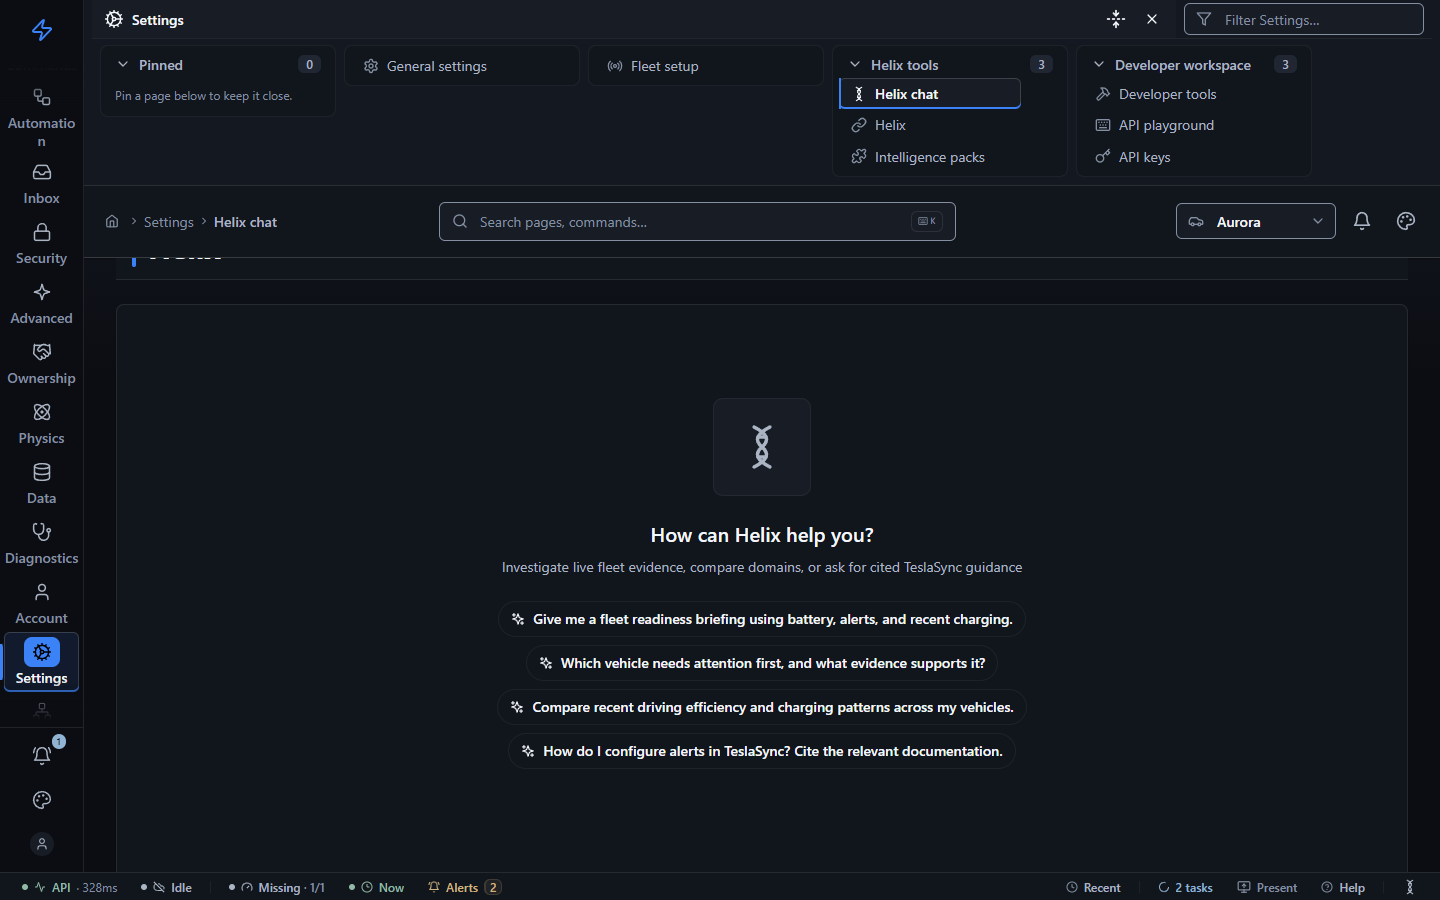 Settings
Filter Settings...
Pinned 0
Pin a page below to keep it close.
General settings
Fleet setup
Helix tools 3
Helix chat
Helix
Intelligence packs
Developer workspace 3
Developer tools
API playground
API keys
Automatio
n
Inbox
Security
Advanced
Ownership
Physics
Data
Diagnostics
Account
Settings
1
Settings
Helix chat
Search pages, commands...
K
Aurora
How can Helix help you?
Investigate live fleet evidence, compare domains, or ask for cited TeslaSync guidance
Give me a fleet readiness briefing using battery, alerts, and recent charging.
Which vehicle needs attention first, and what evidence supports it?
Compare recent driving efficiency and charging patterns across my vehicles.
How do I configure alerts in TeslaSync? Cite the relevant documentation.
API · 328ms
Idle
Missing · 1/1
Now
Alerts 2
Recent
2 tasks
Present
Help